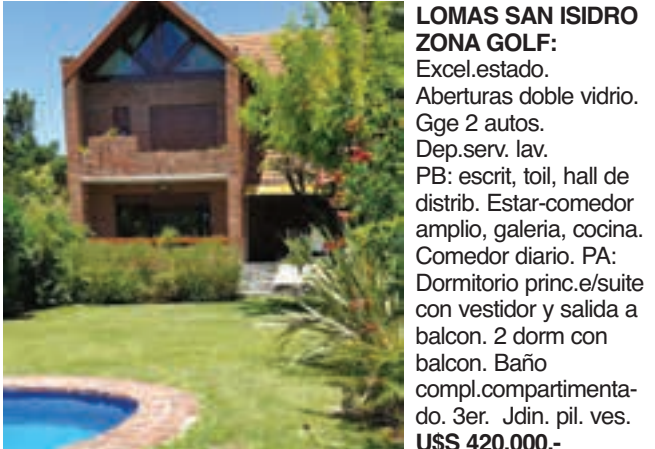 LOMAS SAN ISIDRO
ZONA GOLF:
Excel.estado.
Aberturas doble vidrio.
Gge 2 autos.
Dep.serv. lav.
PB: escrit, toil, hall de
distrib. Estar-comedor
amplio, galeria, cocina.
Comedor diario. PA:
Dormitorio princ.e/suite
con vestidor y salida a
balcon. 2 dorm con
balcon. Baño
compl.compartimenta-
do. 3er.  Jdin. pil. ves.
U$S 420.000.-